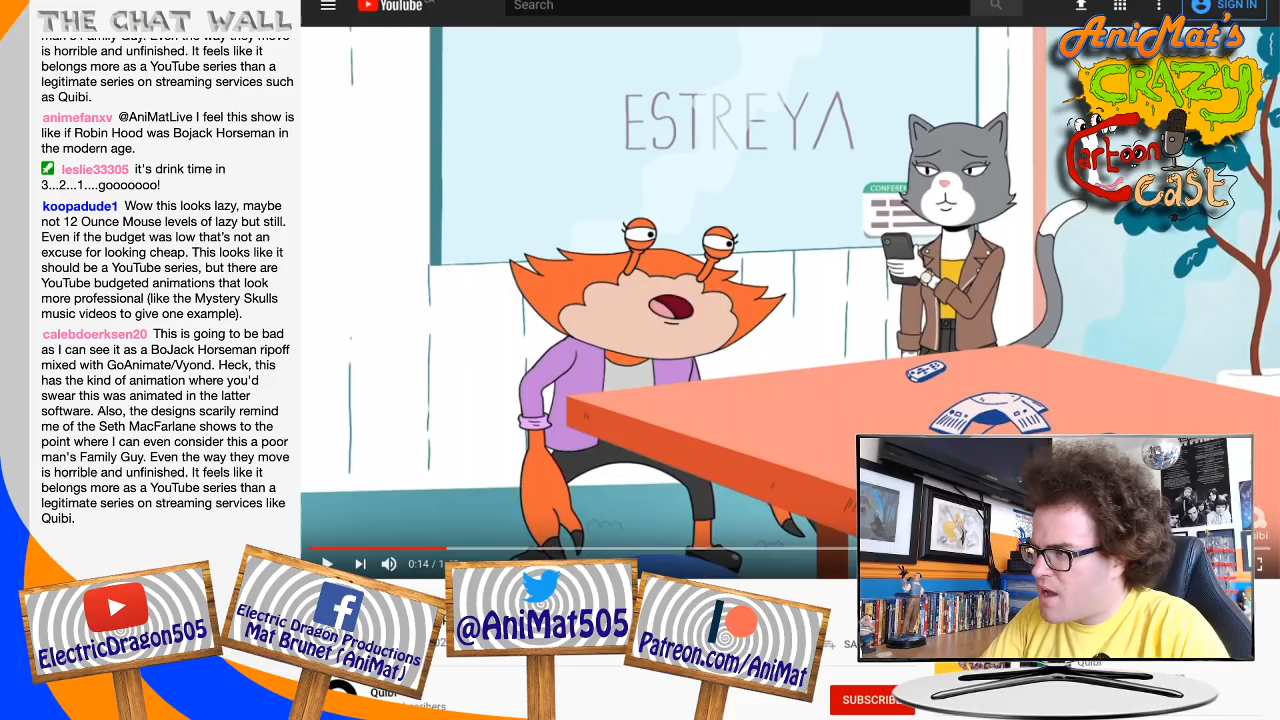 THE CHAT WALL
man's Family Guy. Even the way they move
is horrible and unfinished. It feels like it
belongs more as a YouTube series than a
legitimate series on streaming services such
as Quibi.
animefanxv @AniMatLive I feel this show is
like if Robin Hood was Bojack Horseman in
the modern age.
leslie33305 it's drink time in
3...2...1....gooooooo!
koopadude1 Wow this looks lazy, maybe
not 12 Ounce Mouse levels of lazy but still.
Even if the budget was low that's not an
excuse for looking cheap. This looks like it
should be a YouTube series, but there are
YouTube budgeted animations that look
more professional (like the Mystery Skulls
music videos to give one example).
calebdoerksen20 This is going to be bad
as I can see it as a BoJack Horseman ripoff
mixed with GoAnimate/Vyond. Heck, this
has the kind of animation where you'd
swear this was animated in the latter
software. Also, the designs scarily remind
me of the Seth MacFarlane shows to the
point where I can even consider this a poor
man's Family Guy. Even the way they move
is horrible and unfinished. It feels like it
belongs more as a YouTube series than a
legitimate series on streaming services like
Quibi.
YouTube
Search
SIGN IN
AniMat's
CRAZY
Cartoon
Cast
ESTREYA
0:14 / 1
ElectricDragon505
Electric Dragon Productions
Mat Brunet (AniMat)
@AniMat505
Patreon.com/AniMat
Quibi
SUBSCRIBE
Quibi